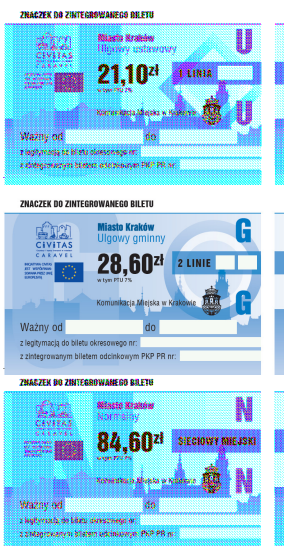 ZNACZEK DO ZINTEGROWANEGO BILETU
CIVITAS
CARAVEL
Miasto Kraków
Ulgowy ustawowy
U
21,10zł
w tym PTU 7%
1 LINIA
Komunikacja Miejska w Krakowie
U
Ważny od do
z legitymacją do biletu okresowego nr:
z zintegrowanym biletem odcinkowym PKP PR nr:
ZNACZEK DO ZINTEGROWANEGO BILETU
CIVITAS
CARAVEL
Miasto Kraków
Ulgowy gminny
G
28,60zł
w tym PTU 7%
2 LINIE
Komunikacja Miejska w Krakowie
G
Ważny od do
z legitymacją do biletu okresowego nr:
z zintegrowanym biletem odcinkowym PKP PR nr:
ZNACZEK DO ZINTEGROWANEGO BILETU
CIVITAS
CARAVEL
Miasto Kraków
Normalny
N
84,60zł
w tym PTU 7%
SIECIOWY MIEJSKI
Komunikacja Miejska w Krakowie
N
Ważny od do
z legitymacją do biletu okresowego nr:
z zintegrowanym biletem odcinkowym PKP PR nr: